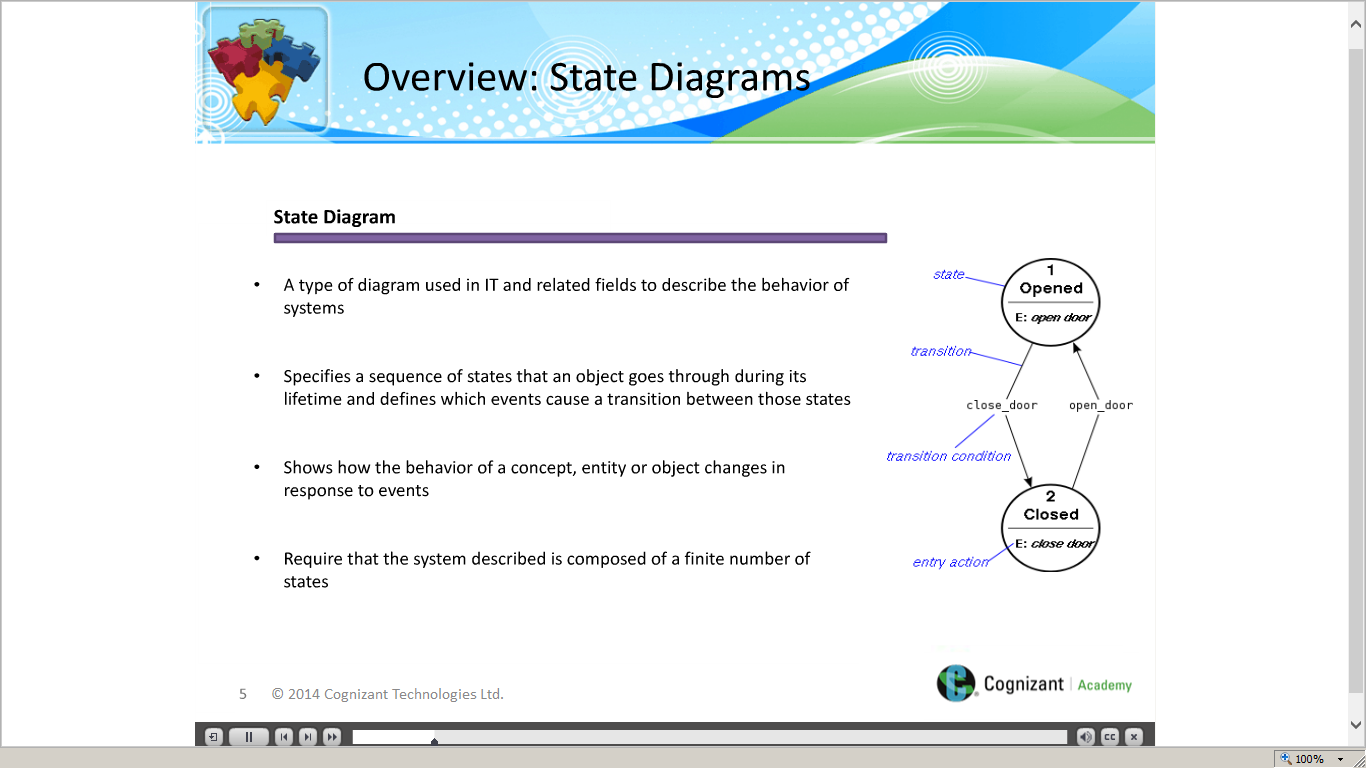 Overview: State Diagrams
State Diagram
• A type of diagram used in IT and related fields to describe the behavior of
systems
• Specifies a sequence of states that an object goes through during its
lifetime and defines which events cause a transition between those states
• Shows how the behavior of a concept, entity or object changes in
response to events
• Require that the system described is composed of a finite number of
states
state
1
Opened
E: open door
transition
close_door open_door
transition condition
2
Closed
E: close door
entry action
5 © 2014 Cognizant Technologies Ltd.
Cognizant | Academy
CC
100%